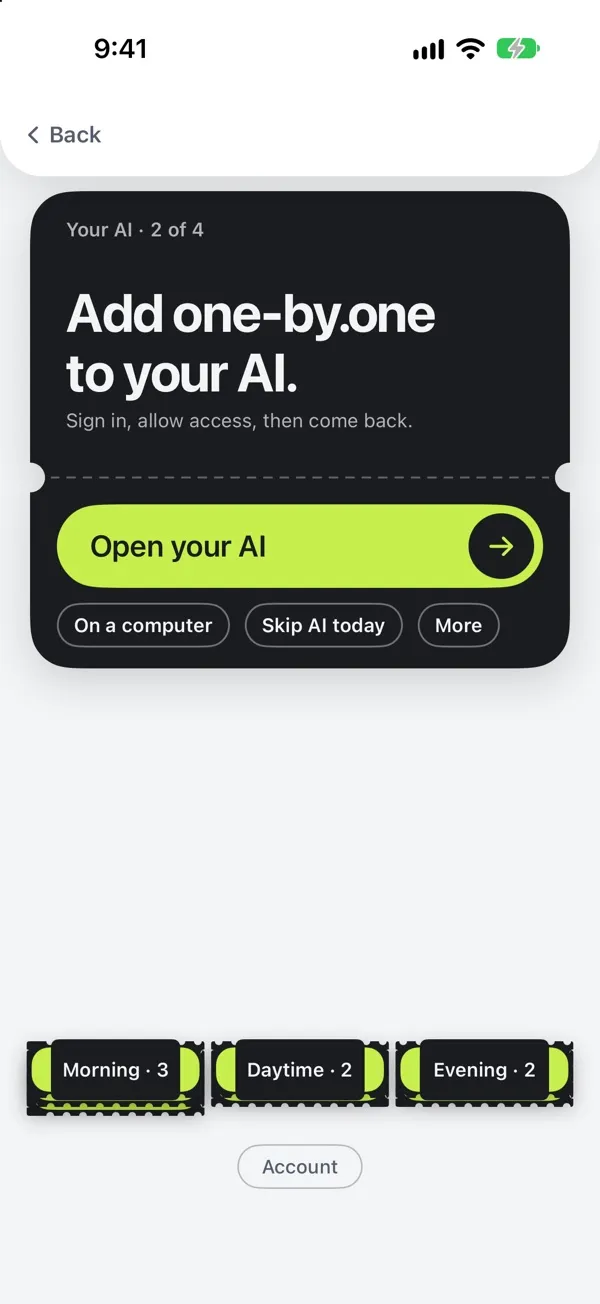 9:41
Back
Your AI · 2 of 4
Add one-by.one
to your AI.
Sign in, allow access, then come back.
Open your AI
On a computer
Skip AI today
More
Morning · 3
Daytime · 2
Evening · 2
Account